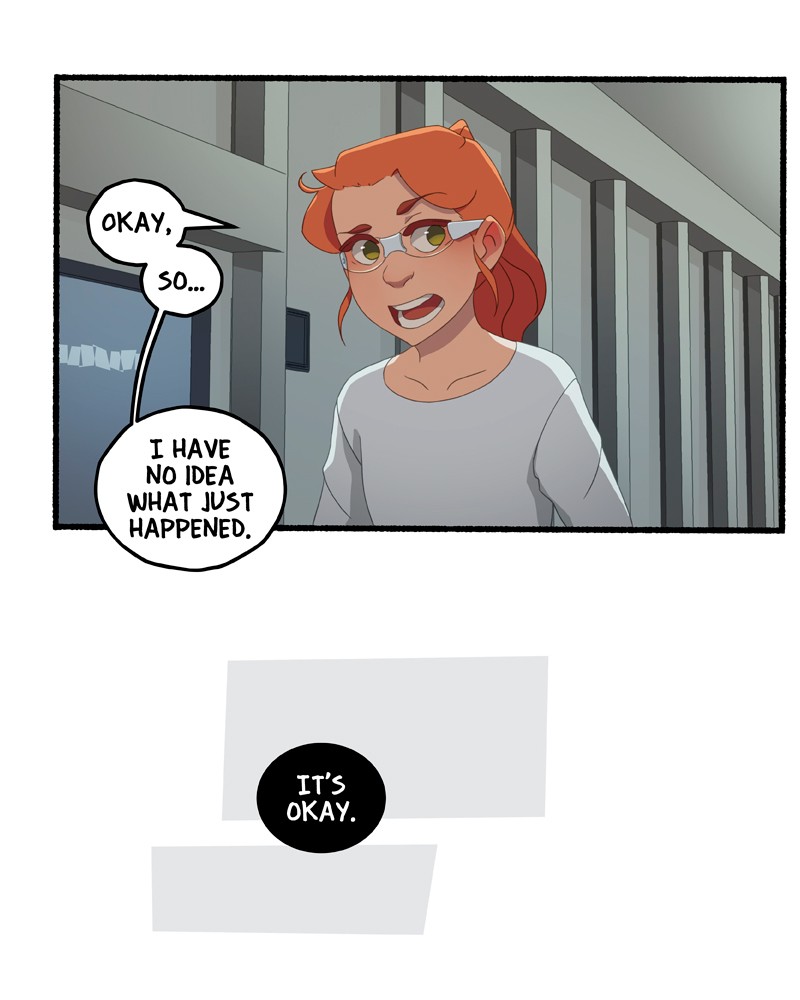 OKAY,
SO...
I HAVE
NO IDEA
WHAT JUST
HAPPENED.
IT'S
OKAY.